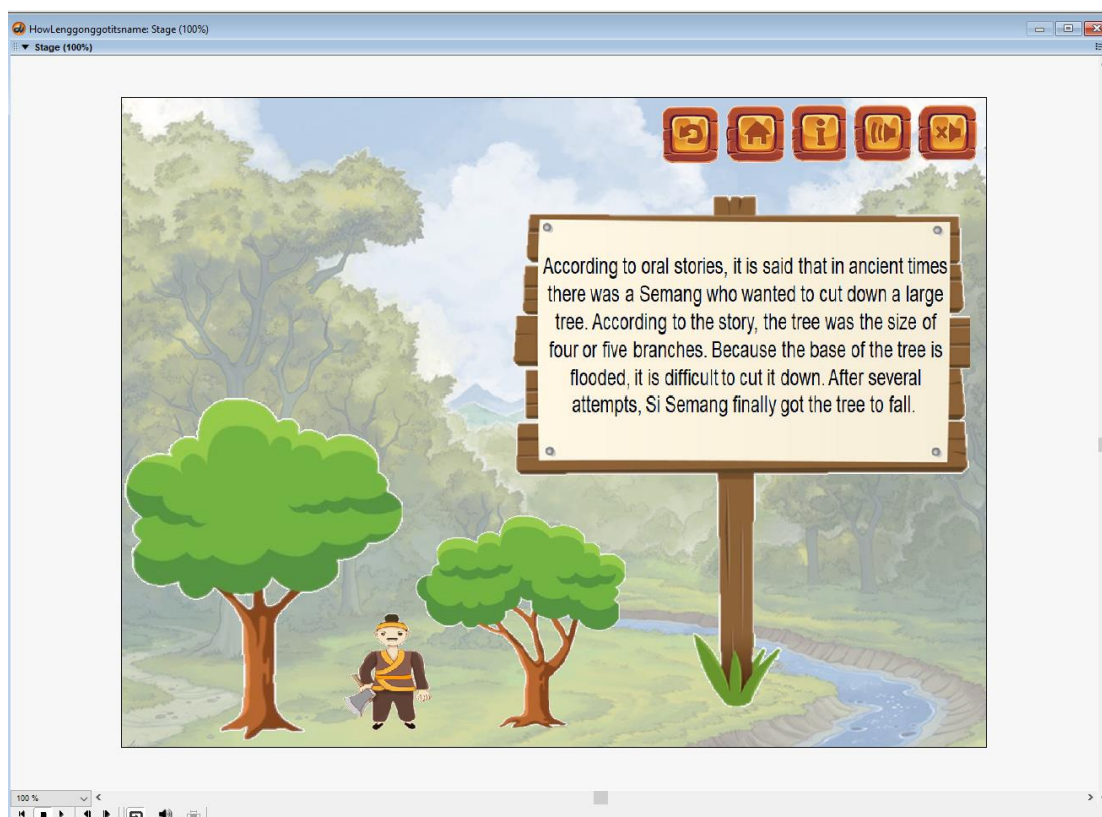 HowLenggonggotitsname: Stage (100%)
Stage (100%)
According to oral stories, it is said that in ancient times
there was a Semang who wanted to cut down a large
tree. According to the story, the tree was the size of
four or five branches. Because the base of the tree is
flooded, it is difficult to cut it down. After several
attempts, Si Semang finally got the tree to fall.
100 %